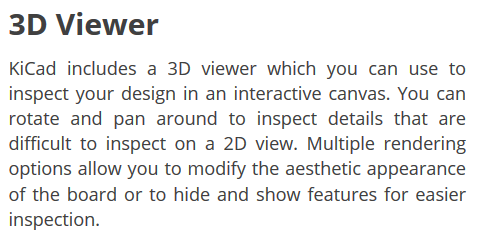 3D Viewer
KiCad includes a 3D viewer which you can use to
inspect your design in an interactive canvas. You can
rotate and pan around to inspect details that are
difficult to inspect on a 2D view. Multiple rendering
options allow you to modify the aesthetic appearance
of the board or to hide and show features for easier
inspection.